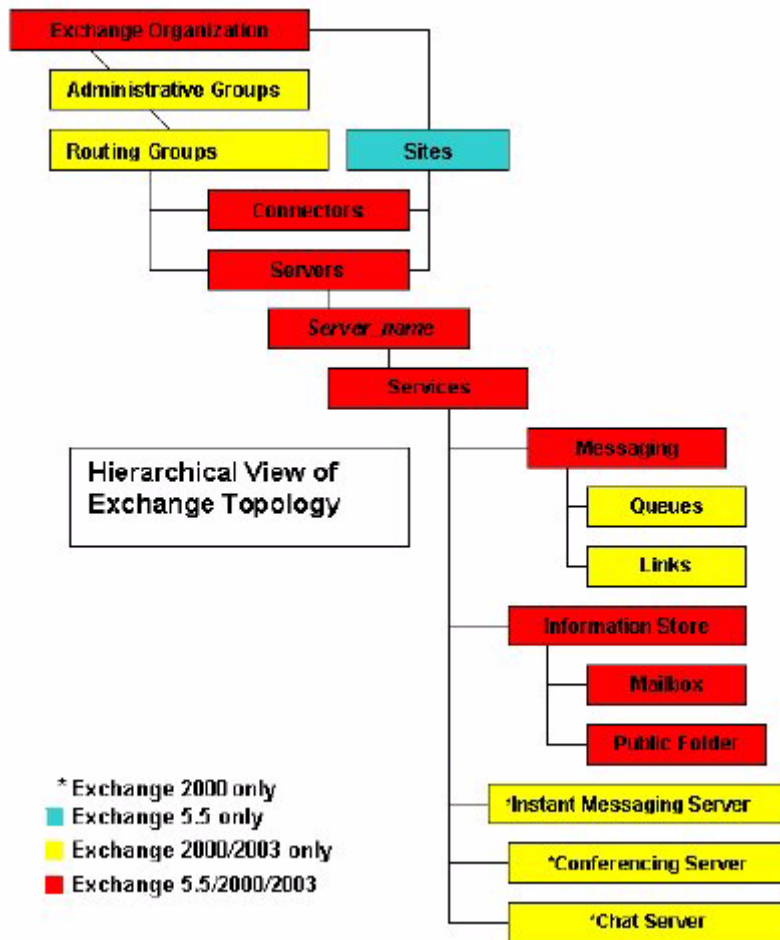 Exchange Organization
Administrative Groups
Routing Groups
Sites
Connectors
Servers
Server_name
Services
Hierarchical View of
Exchange Topology
Messaging
Queues
Links
Information Store
Mailbox
Public Folder
*Instant Messaging Server
*Conferencing Server
*Chat Server
* Exchange 2000 only
Exchange 5.5 only
Exchange 2000/2003 only
Exchange 5.5/2000/2003